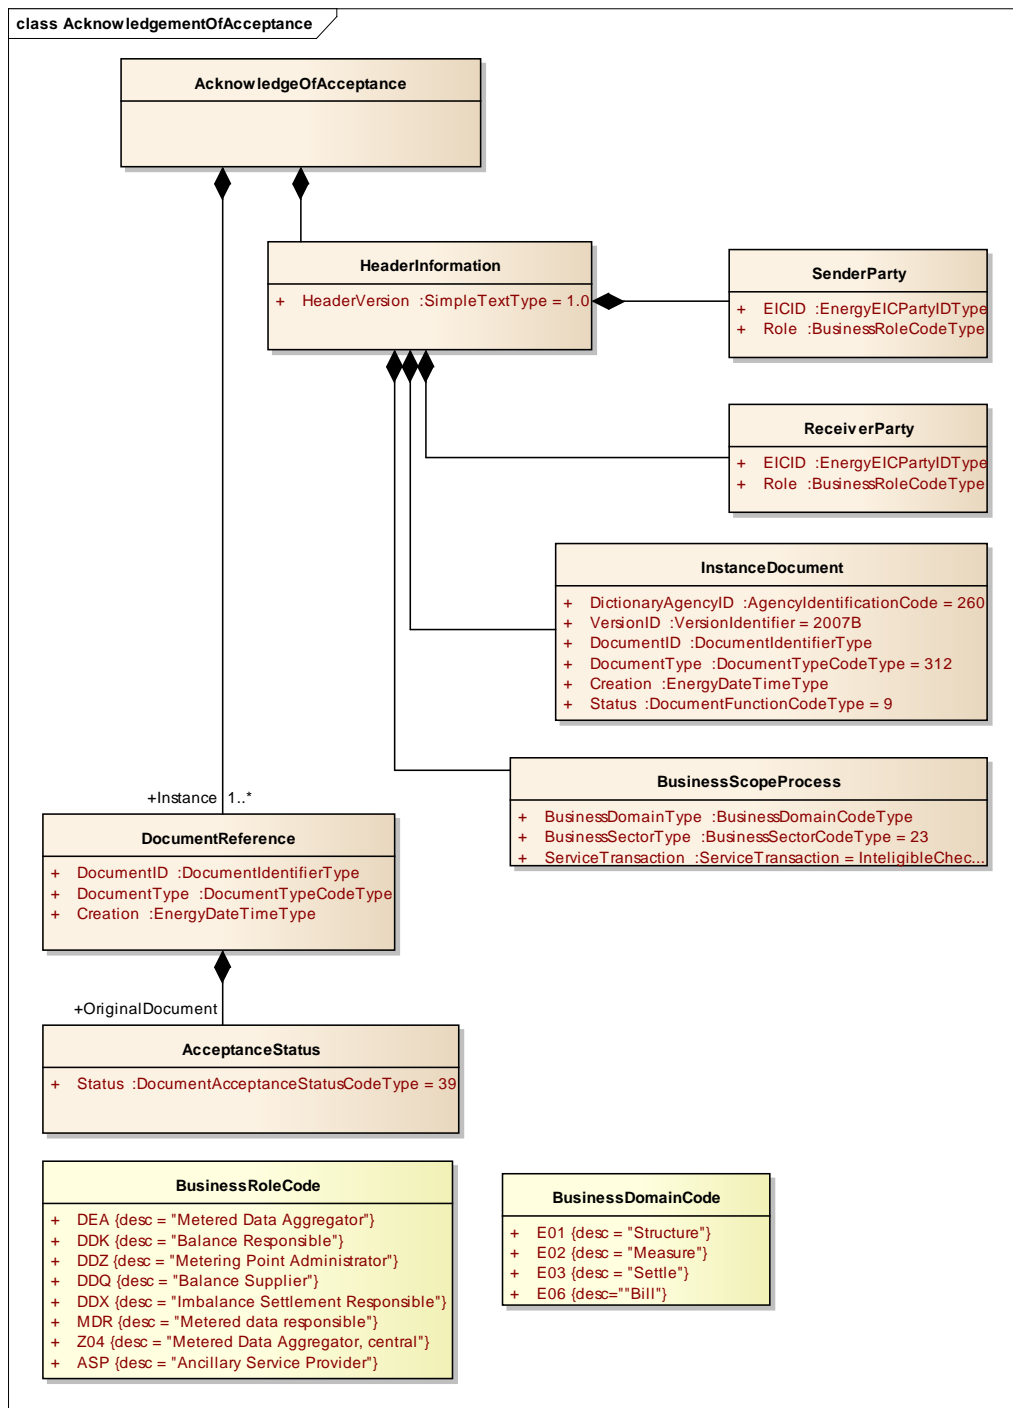 class AcknowledgementOfAcceptance
AcknowledgeOfAcceptance
HeaderInformation
+ HeaderVersion :SimpleTextType = 1.0
SenderParty
+ EICID :EnergyEICPartyIDType
+ Role :BusinessRoleCodeType
ReceiverParty
+ EICID :EnergyEICPartyIDType
+ Role :BusinessRoleCodeType
InstanceDocument
+ DictionaryAgencyID :AgencyIdentificationCode = 260
+ VersionID :VersionIdentifier = 2007B
+ DocumentID :DocumentIdentifierType
+ DocumentType :DocumentTypeCodeType = 312
+ Creation :EnergyDateTimeType
+ Status :DocumentFunctionCodeType = 9
BusinessScopeProcess
+ BusinessDomainType :BusinessDomainCodeType
+ BusinessSectorType :BusinessSectorCodeType = 23
+ ServiceTransaction :ServiceTransaction = InteligibleChec...
+Instance 1..*
DocumentReference
+ DocumentID :DocumentIdentifierType
+ DocumentType :DocumentTypeCodeType
+ Creation :EnergyDateTimeType
+OriginalDocument
AcceptanceStatus
+ Status :DocumentAcceptanceStatusCodeType = 39
BusinessRoleCode
+ DEA {desc = "Metered Data Aggregator"}
+ DDK {desc = "Balance Responsible"}
+ DDZ {desc = "Metering Point Administrator"}
+ DDQ {desc = "Balance Supplier"}
+ DDX {desc = "Imbalance Settlement Responsible"}
+ MDR {desc = "Metered data responsible"}
+ Z04 {desc = "Metered Data Aggregator, central"}
+ ASP {desc = "Ancillary Service Provider"}
BusinessDomainCode
+ E01 {desc = "Structure"}
+ E02 {desc = "Measure"}
+ E03 {desc = "Settle"}
+ E06 {desc=""Bill"}